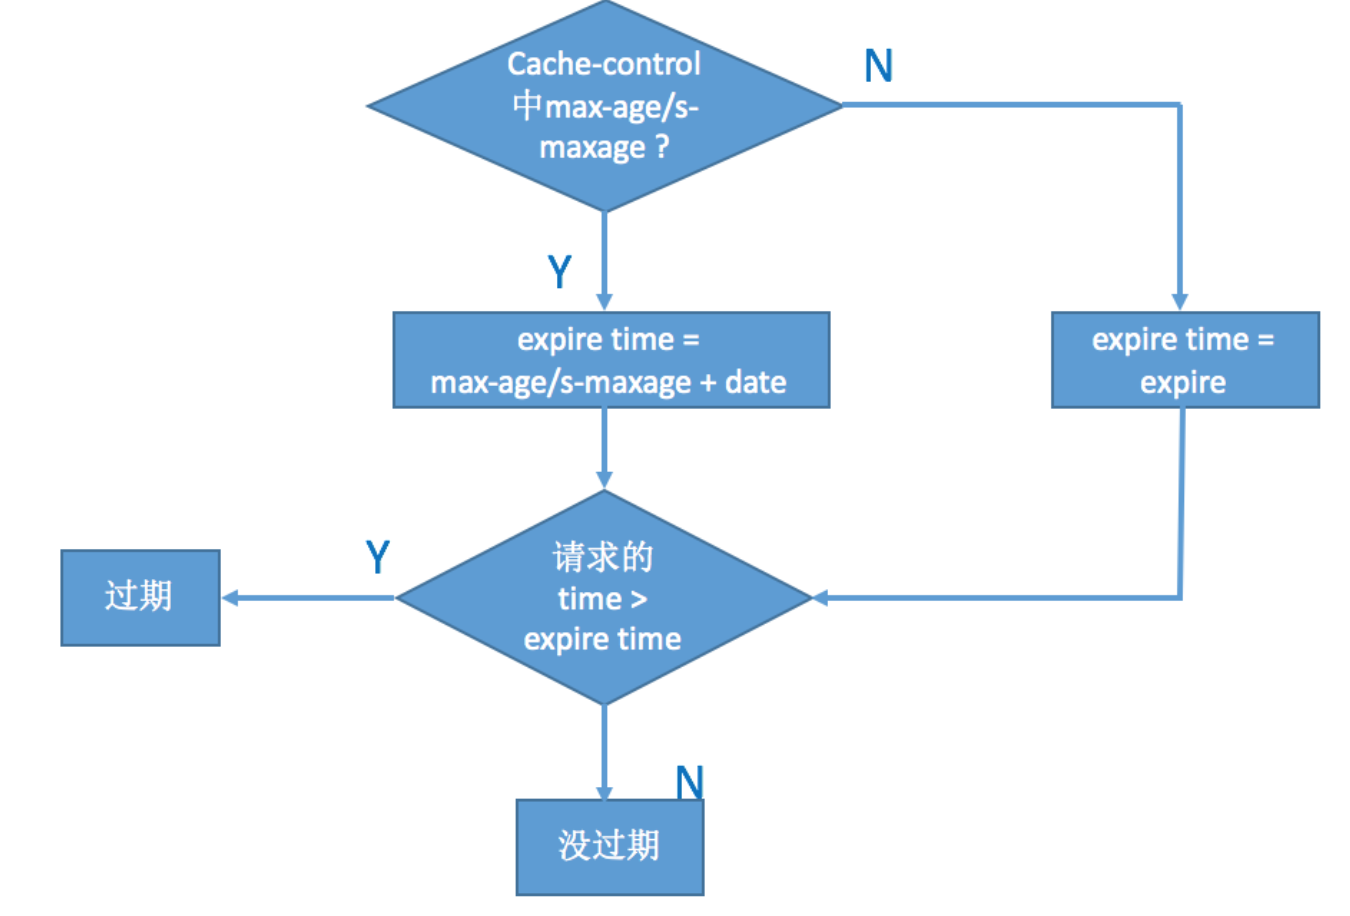 Cache-control
中max-age/s-
maxage ?
N
Y
expire time =
max-age/s-maxage + date
expire time =
expire
请求的
time >
expire time
Y
过期
N
没过期